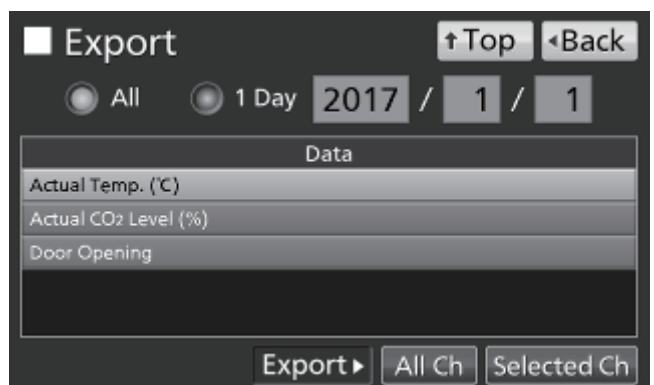 Export ↑Top ◂Back
All 1 Day 2017 / 1 / 1
Data
Actual Temp. (℃)
Actual CO2 Level (%)
Door Opening
Export▸ All Ch Selected Ch